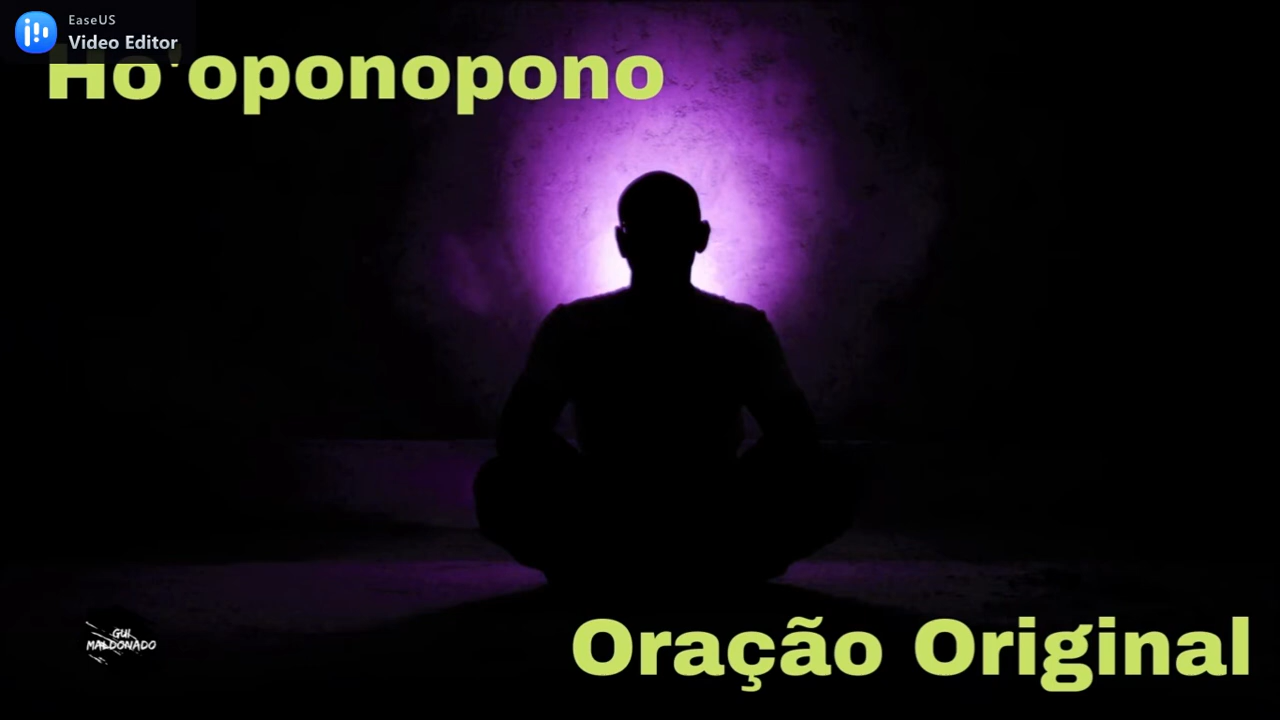 EaseUS
Video Editor
Ho'oponopono
GUI
MALDONADO
Oração Original